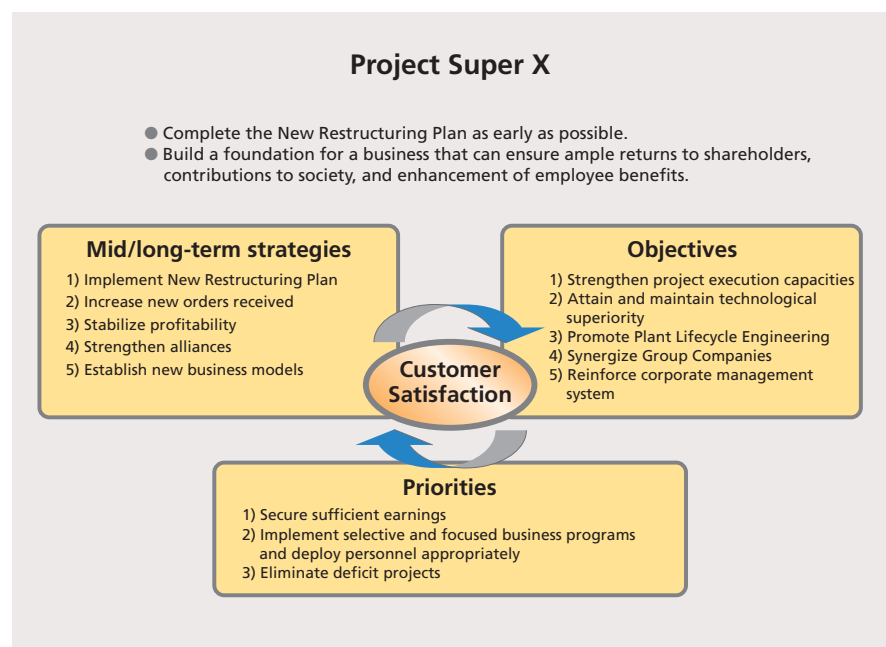 Project Super X
● Complete the New Restructuring Plan as early as possible.
● Build a foundation for a business that can ensure ample returns to shareholders,
contributions to society, and enhancement of employee benefits.
Mid/long-term strategies
1) Implement New Restructuring Plan
2) Increase new orders received
3) Stabilize profitability
4) Strengthen alliances
5) Establish new business models
Objectives
1) Strengthen project execution capacities
2) Attain and maintain technological
superiority
3) Promote Plant Lifecycle Engineering
4) Synergize Group Companies
5) Reinforce corporate management
system
Customer
Satisfaction
Priorities
1) Secure sufficient earnings
2) Implement selective and focused business programs
and deploy personnel appropriately
3) Eliminate deficit projects